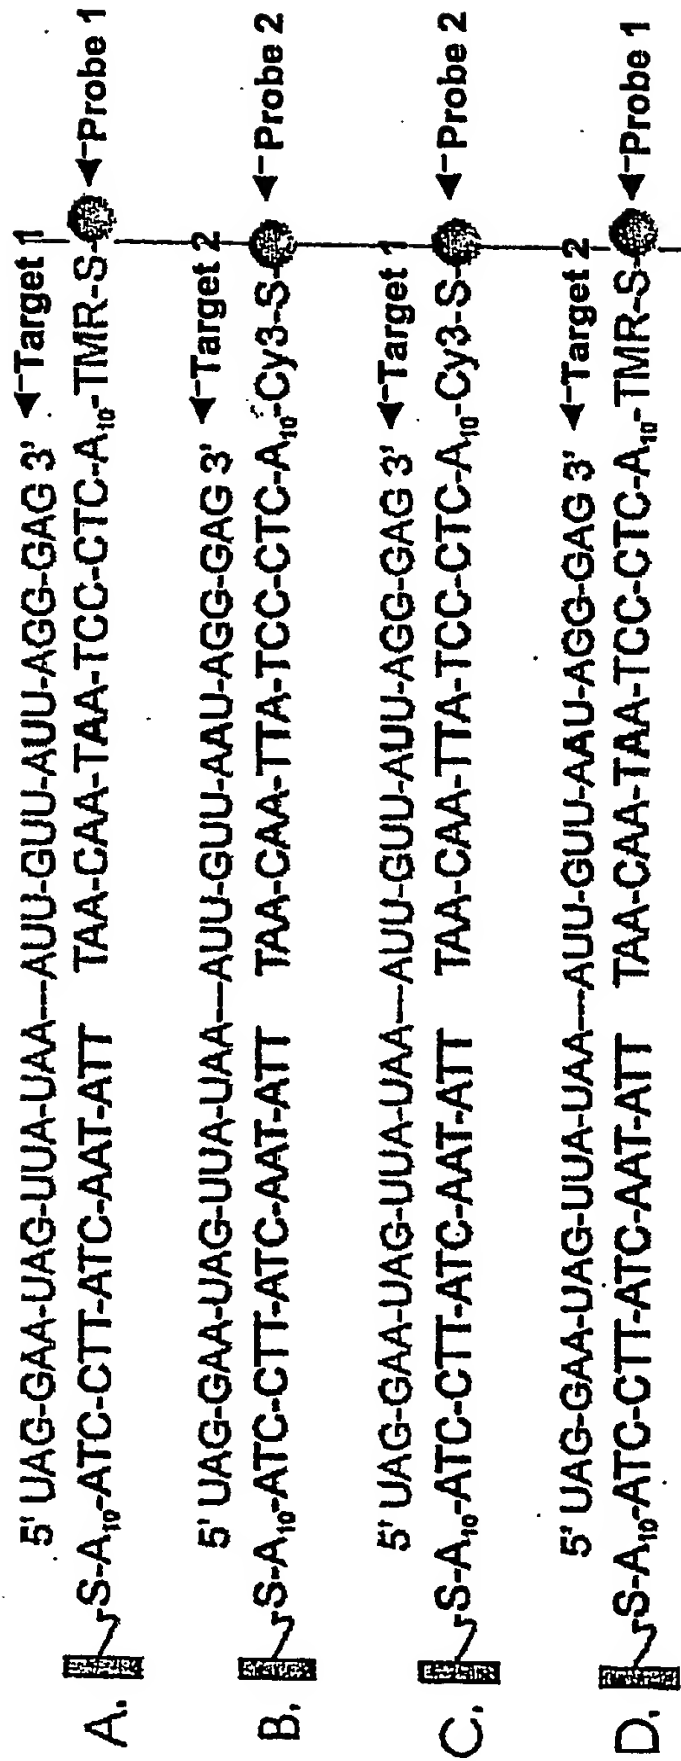 5' UAG-GAA-UAG-UUA-UAA—AUU-GUU-AUU-AGG-GAG 3' Target 1
A. S-A10-ATC-CTT-ATC-AAT-ATT TAA-CAA-TAA-TCC-CTC-A10-TMR-S- Probe 1
5' UAG-GAA-UAG-UUA-UAA—AUU-GUU-AAU-AGG-GAG 3' Target 2
B. S-A10-ATC-CTT-ATC-AAT-ATT TAA-CAA-TTA-TCC-CTC-A10-Cy3-S- Probe 2
5' UAG-GAA-UAG-UUA-UAA—AUU-GUU-AUU-AGG-GAG 3' Target 1
C. S-A10-ATC-CTT-ATC-AAT-ATT TAA-CAA-TTA-TCC-CTC-A10-Cy3-S- Probe 2
5' UAG-GAA-UAG-UUA-UAA—AUU-GUU-AAU-AGG-GAG 3' Target 2
D. S-A10-ATC-CTT-ATC-AAT-ATT TAA-CAA-TAA-TCC-CTC-A10-TMR-S- Probe 1